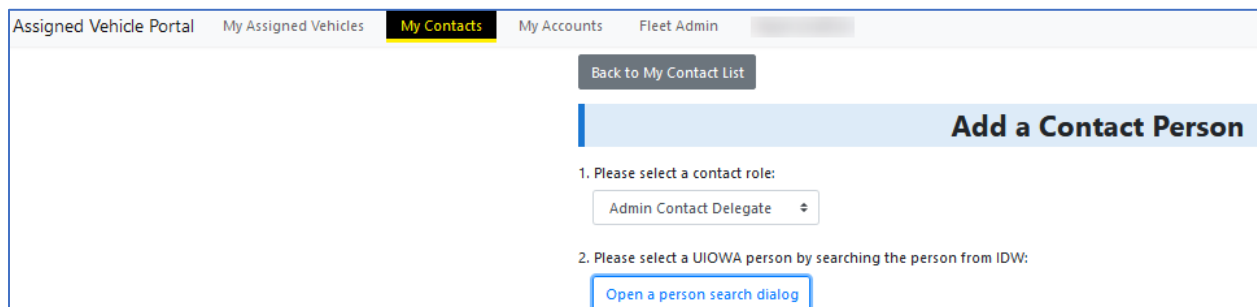 Assigned Vehicle Portal My Assigned Vehicles My Contacts My Accounts Fleet Admin
Back to My Contact List
Add a Contact Person
1. Please select a contact role:
Admin Contact Delegate
2. Please select a UIOWA person by searching the person from IDW:
Open a person search dialog